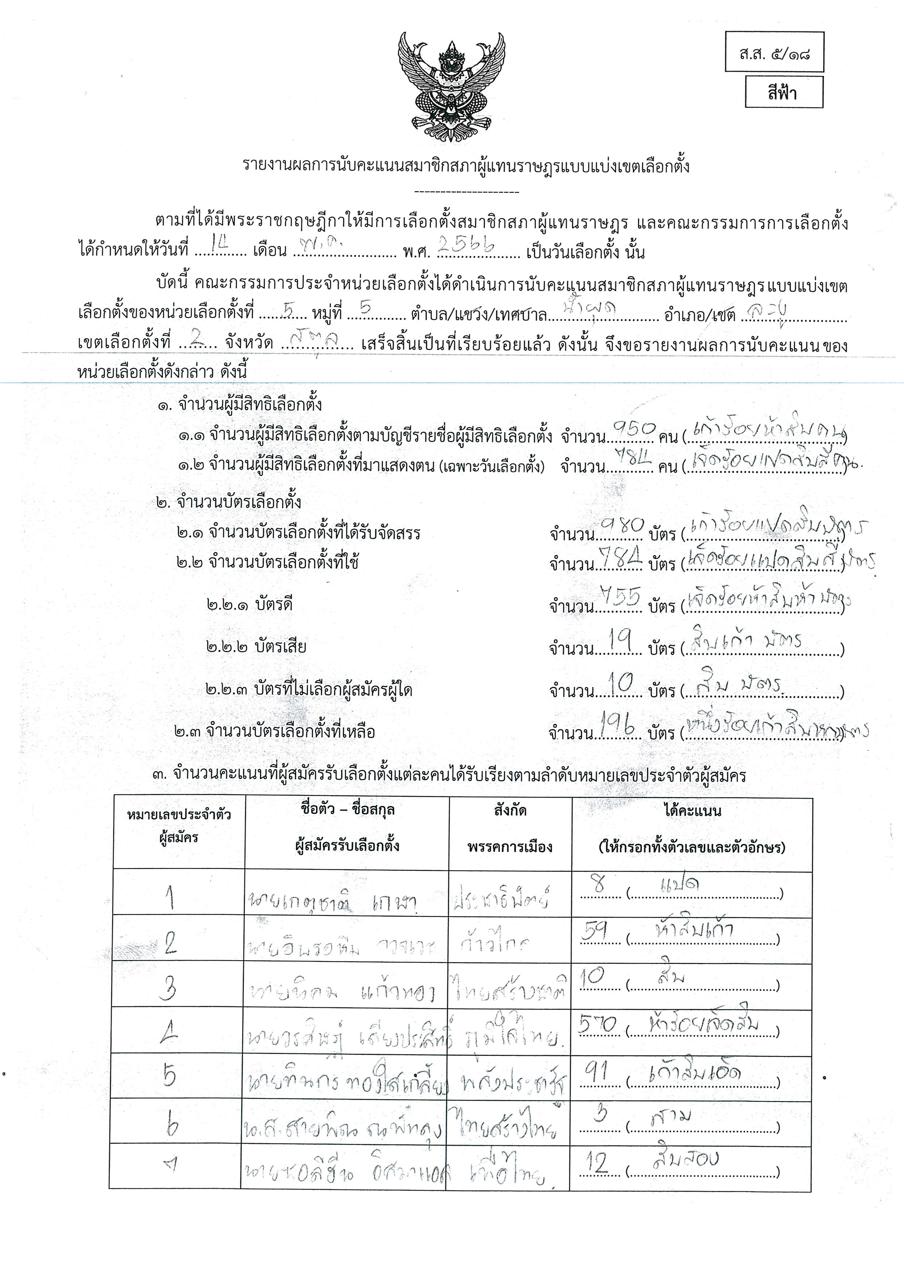 ส.ส. ๕/๑๘
สีฟ้า
รายงานผลการนับคะแนนสมาชิกสภาผู้แทนราษฎรแบบแบ่งเขตเลือกตั้ง
ตามที่ได้มีพระราชกฤษฎีกาให้มีการเลือกตั้งสมาชิกสภาผู้แทนราษฎร และคณะกรรมการการเลือกตั้ง
ได้กำหนดให้วันที่ 14 เดือน พ.ค. พ.ศ. 2566 เป็นวันเลือกตั้ง นั้น
บัดนี้ คณะกรรมการประจำหน่วยเลือกตั้งได้ดำเนินการนับคะแนนสมาชิกสภาผู้แทนราษฎรแบบแบ่งเขต
เลือกตั้งของหน่วยเลือกตั้งที่ 5 หมู่ที่ 5 ตำบล/แขวง/เทศบาล น้ำผุด อำเภอ/เขต ละงู
เขตเลือกตั้งที่ 2 จังหวัด สตูล เสร็จสิ้นเป็นที่เรียบร้อยแล้ว ดังนั้น จึงขอรายงานผลการนับคะแนนของ
หน่วยเลือกตั้งดังกล่าว ดังนี้
๑. จำนวนผู้มีสิทธิเลือกตั้ง
๑.๑ จำนวนผู้มีสิทธิเลือกตั้งตามบัญชีรายชื่อผู้มีสิทธิเลือกตั้ง จำนวน 950 คน (เก้าร้อยห้าสิบคน)
๑.๒ จำนวนผู้มีสิทธิเลือกตั้งที่มาแสดงตน (เฉพาะวันเลือกตั้ง) จำนวน 784 คน (เจ็ดร้อยแปดสิบสี่คน)
๒. จำนวนบัตรเลือกตั้ง
๒.๑ จำนวนบัตรเลือกตั้งที่ได้รับจัดสรร จำนวน 980 บัตร (เก้าร้อยแปดสิบบัตร)
๒.๒ จำนวนบัตรเลือกตั้งที่ใช้ จำนวน 784 บัตร (เจ็ดร้อยแปดสิบสี่บัตร)
๒.๒.๑ บัตรดี จำนวน 755 บัตร (เจ็ดร้อยห้าสิบห้าบัตร)
๒.๒.๒ บัตรเสีย จำนวน 19 บัตร (สิบเก้า บัตร)
๒.๒.๓ บัตรที่ไม่เลือกผู้สมัครผู้ใด จำนวน 10 บัตร (สิบ บัตร)
๒.๓ จำนวนบัตรเลือกตั้งที่เหลือ จำนวน 196 บัตร (หนึ่งร้อยเก้าสิบหกบัตร)
๓. จำนวนคะแนนที่ผู้สมัครรับเลือกตั้งแต่ละคนได้รับเรียงตามลำดับหมายเลขประจำตัวผู้สมัคร
หมายเลขประจำตัว ชื่อตัว – ชื่อสกุล สังกัด ได้คะแนน
ผู้สมัคร ผู้สมัครรับเลือกตั้ง พรรคการเมือง (ให้กรอกทั้งตัวเลขและตัวอักษร)
1 นายเกตุชาติ เกษา ประชาธิปัตย์ 8 (แปด)
2 ก้าวไกล 59 (ห้าสิบเก้า)
3 นายนิคม แก้วทอง ไทยสร้างชาติ 10 (สิบ)
4 นายวรสิษฎ์ เลียงประสิทธิ์ ภูมิใจไทย. 570 (ห้าร้อยเจ็ดสิบ)
5 นายทินกร ทองใสเกลี้ยง พลังประชารัฐ 91 (เก้าสิบเอ็ด)
6 น.ส.สายพิณ ณ พัทลุง ไทยสร้างไทย 3 (สาม)
7 อิสมาแอล เพื่อไทย. 12 (สิบสอง)